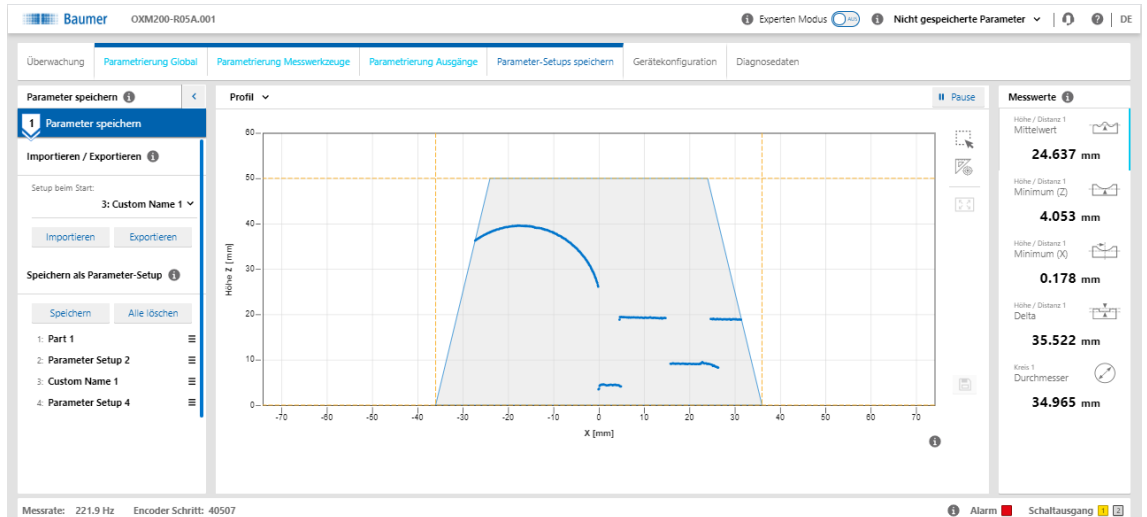 Baumer OXM200-R05A.001 Experten Modus AUS Nicht gespeicherte Parameter DE
Überwachung Parametrierung Global Parametrierung Messwerkzeuge Parametrierung Ausgänge Parameter-Setups speichern Gerätekonfiguration Diagnosedaten
Parameter speichern
1 Parameter speichern
Importieren / Exportieren
Setup beim Start:
3: Custom Name 1
Importieren Exportieren
Speichern als Parameter-Setup
Speichern Alle löschen
1: Part 1
2: Parameter Setup 2
3: Custom Name 1
4: Parameter Setup 4
Profil Pause
Höhe Z [mm]
60
50
40
30
20
10
0
-70 -60 -50 -40 -30 -20 -10 0 10 20 30 40 50 60 70
X [mm]
Messwerte
Höhe / Distanz 1
Mittelwert
24.637 mm
Höhe / Distanz 1
Minimum (Z)
4.053 mm
Höhe / Distanz 1
Minimum (X)
0.178 mm
Höhe / Distanz 1
Delta
35.522 mm
Kreis 1
Durchmesser
34.965 mm
Messrate: 221.9 Hz Encoder Schritt: 40507 Alarm Schaltausgang 1 2